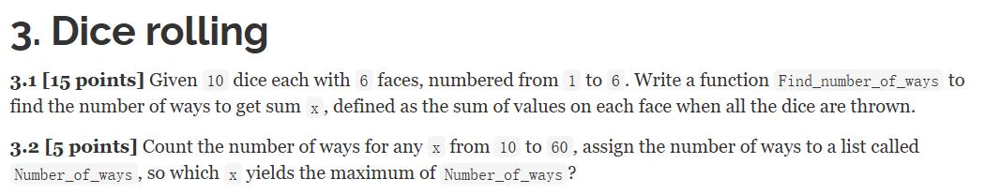 3. Dice rolling
3.1 [15 points] Given 10 dice each with 6 faces, numbered from 1 to 6. Write a function Find_number_of_ways to
find the number of ways to get sum x, defined as the sum of values on each face when all the dice are thrown.
3.2 [5 points] Count the number of ways for any x from 10 to 60, assign the number of ways to a list called
Number_of_ways, so which x yields the maximum of Number_of_ways?